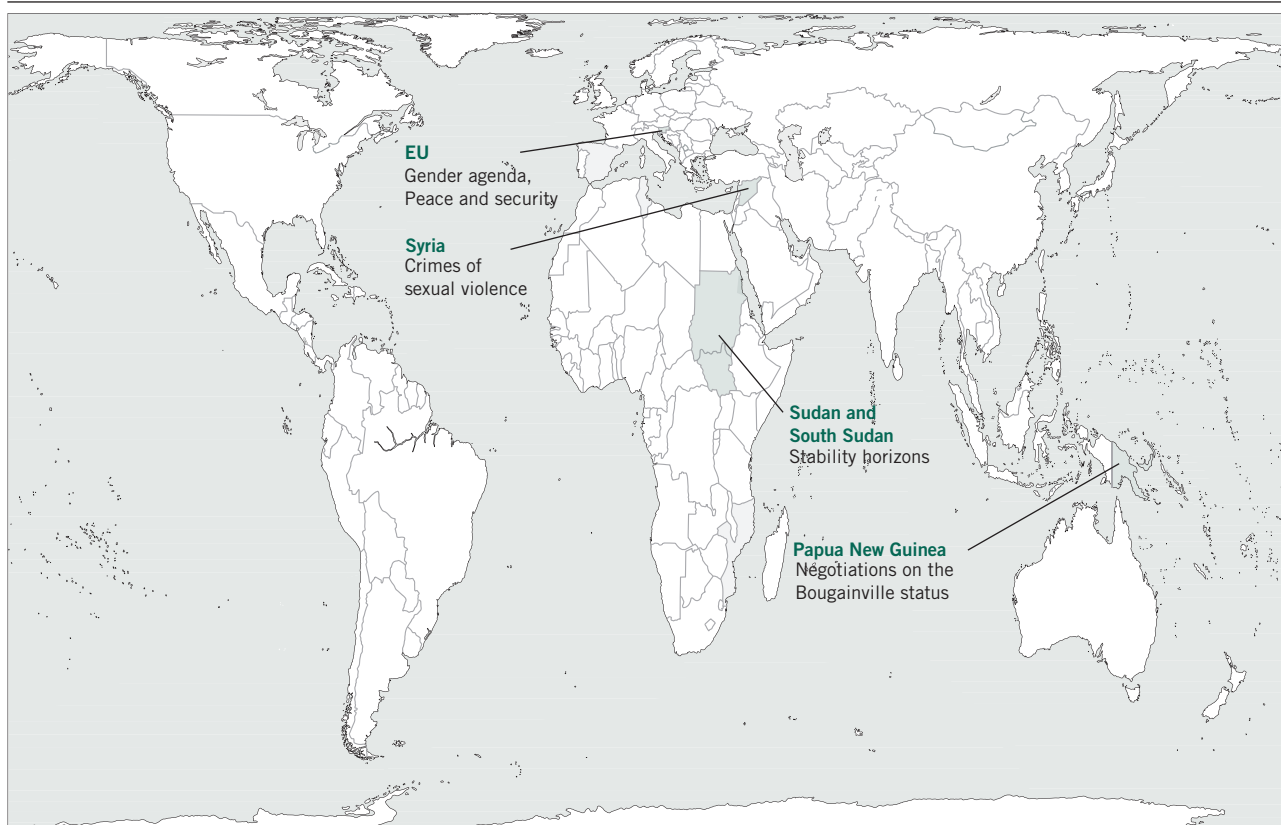 EU
Gender agenda,
Peace and security
Syria
Crimes of
sexual violence
Sudan and
South Sudan
Stability horizons
Papua New Guinea
Negotiations on the
Bougainville status